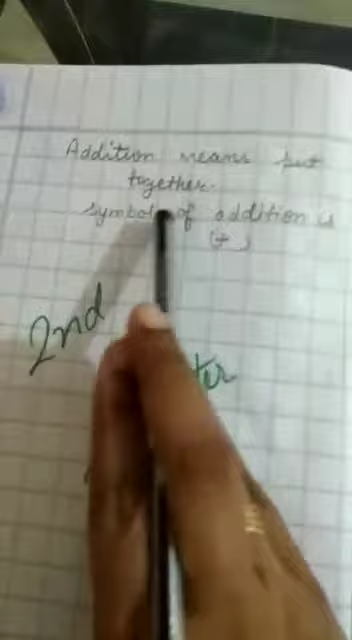 Addition means put
together.
symbol of addition is
(+)
2nd